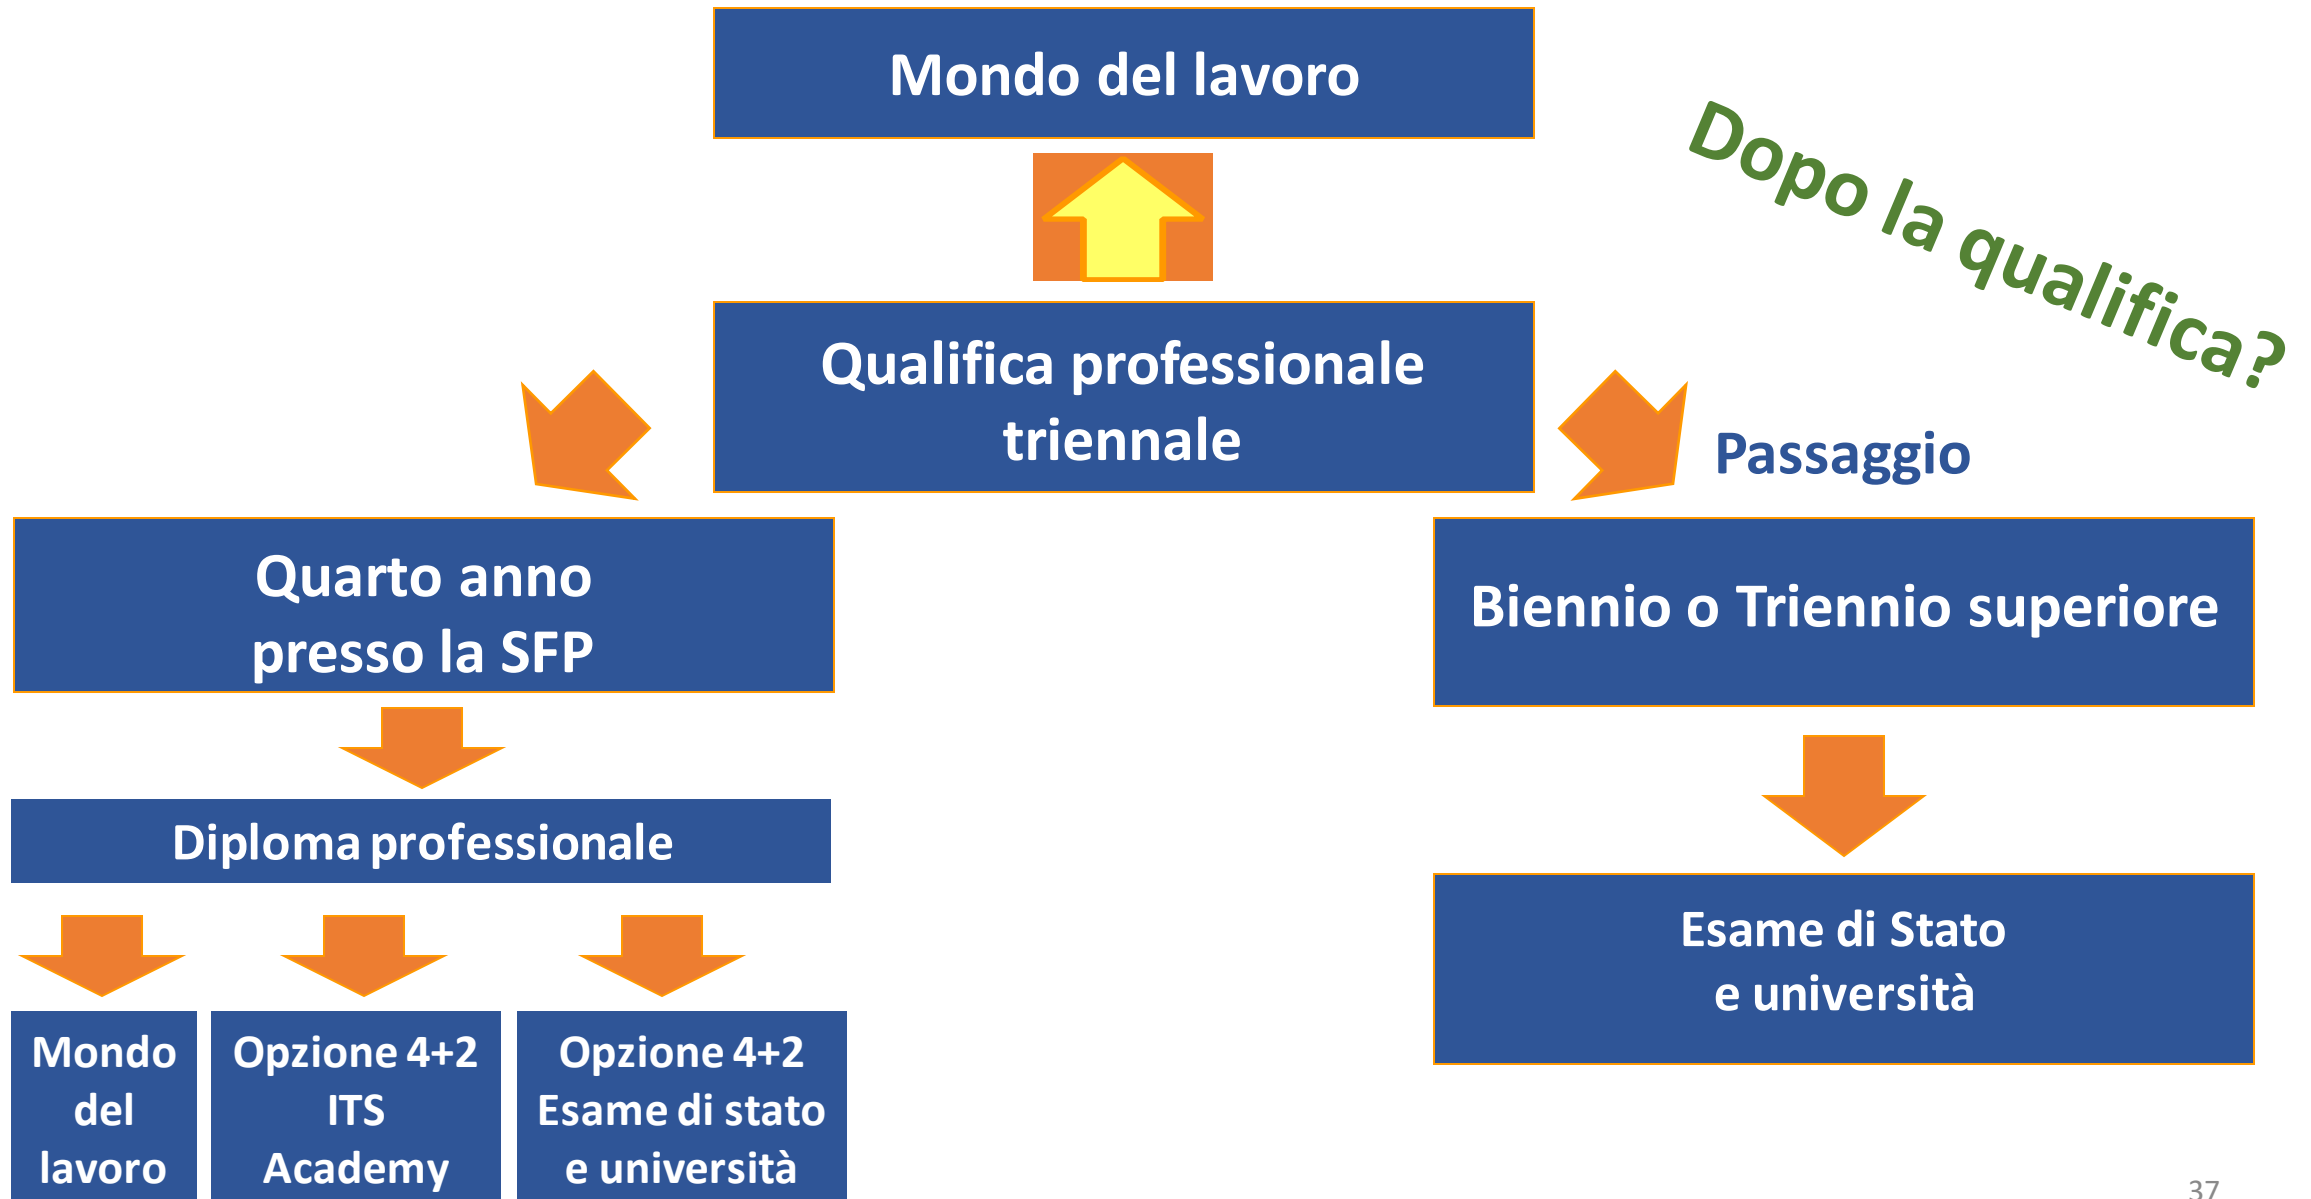 Mondo del lavoro
Dopo la qualifica?
Qualifica professionale
triennale
Passaggio
Quarto anno
presso la SFP
Biennio o Triennio superiore
Diploma professionale
Esame di Stato
e università
Mondo
del
lavoro
Opzione 4+2
ITS
Academy
Opzione 4+2
Esame di stato
e università
37